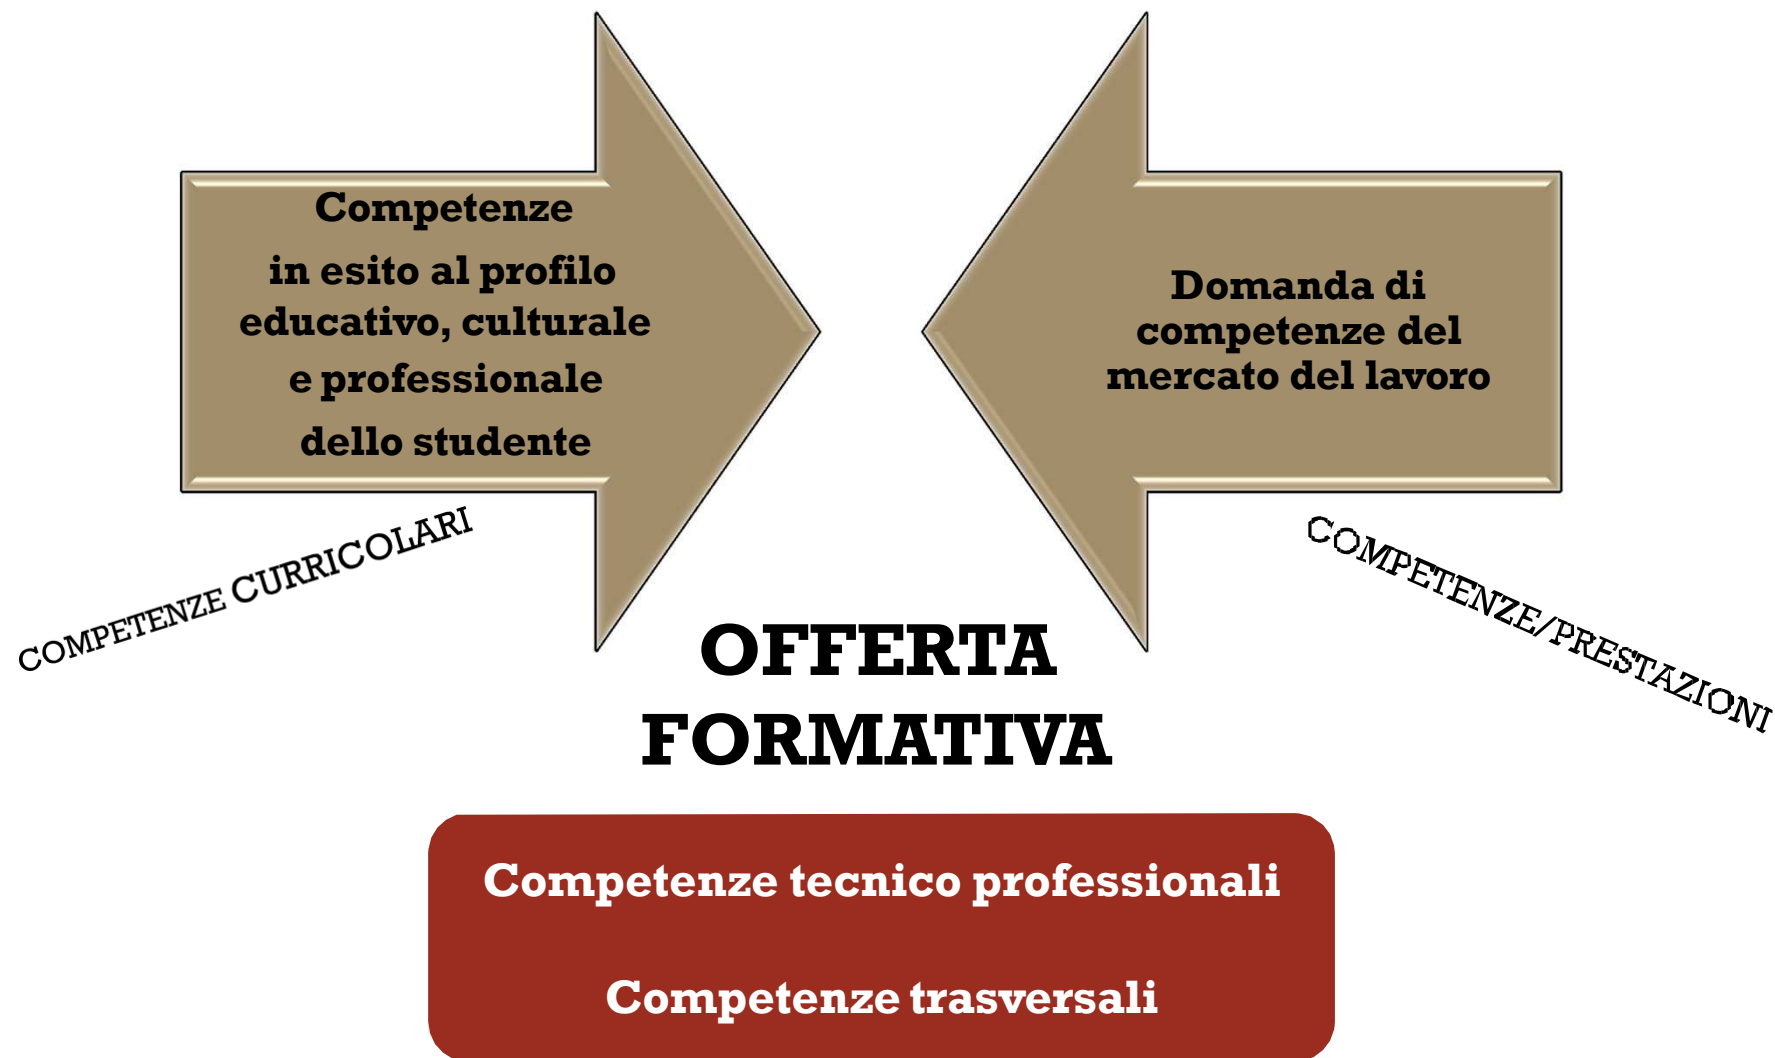 Competenze
in esito al profilo
educativo, culturale
e professionale
dello studente
Domanda di
competenze del
mercato del lavoro
COMPETENZE CURRICOLARI
COMPETENZE/PRESTAZIONI
OFFERTA
FORMATIVA
Competenze tecnico professionali
Competenze trasversali